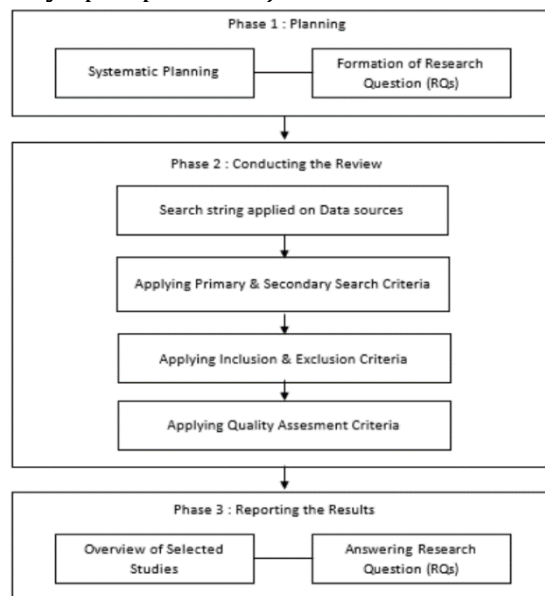 Phase 1 : Planning
Systematic Planning
Formation of Research
Question (RQs)
Phase 2 : Conducting the Review
Search string applied on Data sources
Applying Primary & Secondary Search Criteria
Applying Inclusion & Exclusion Criteria
Applying Quality Assesment Criteria
Phase 3 : Reporting the Results
Overview of Selected
Studies
Answering Research
Question (RQs)